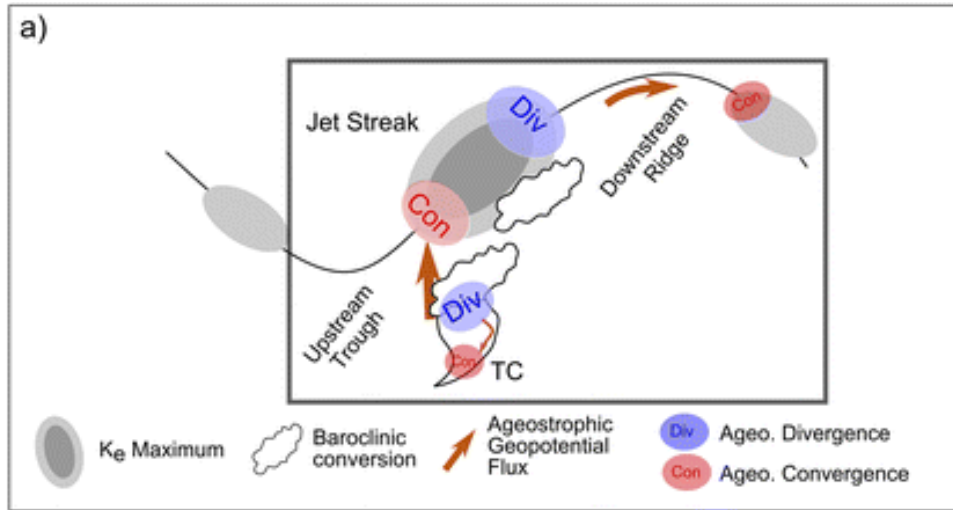 a)
Jet Streak
Div
Con
Con
Downstream
Ridge
Upstream
Trough
Div
Con
TC
Ke Maximum
Baroclinic
conversion
Ageostrophic
Geopotential
Flux
Div
Ageo. Divergence
Con
Ageo. Convergence